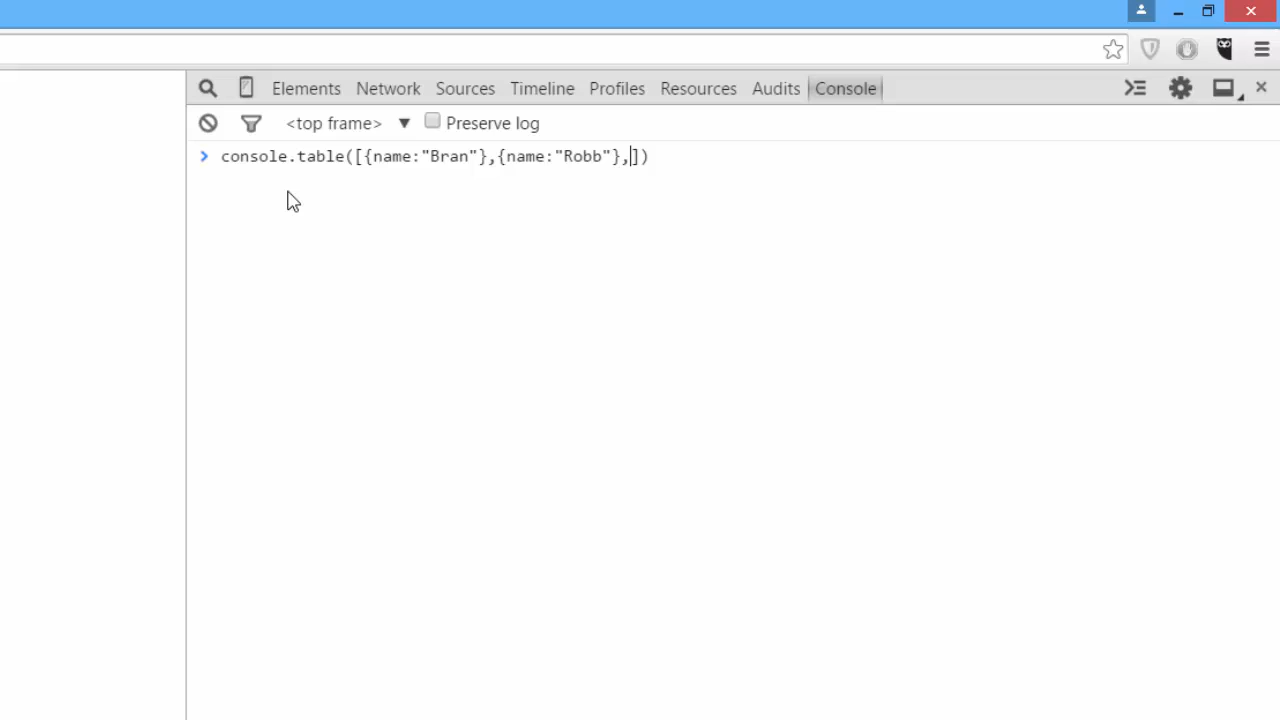 Elements Network Sources Timeline Profiles Resources Audits Console
<top frame> ▼ Preserve log
> console.table([{name:"Bran"},{name:"Robb"},])